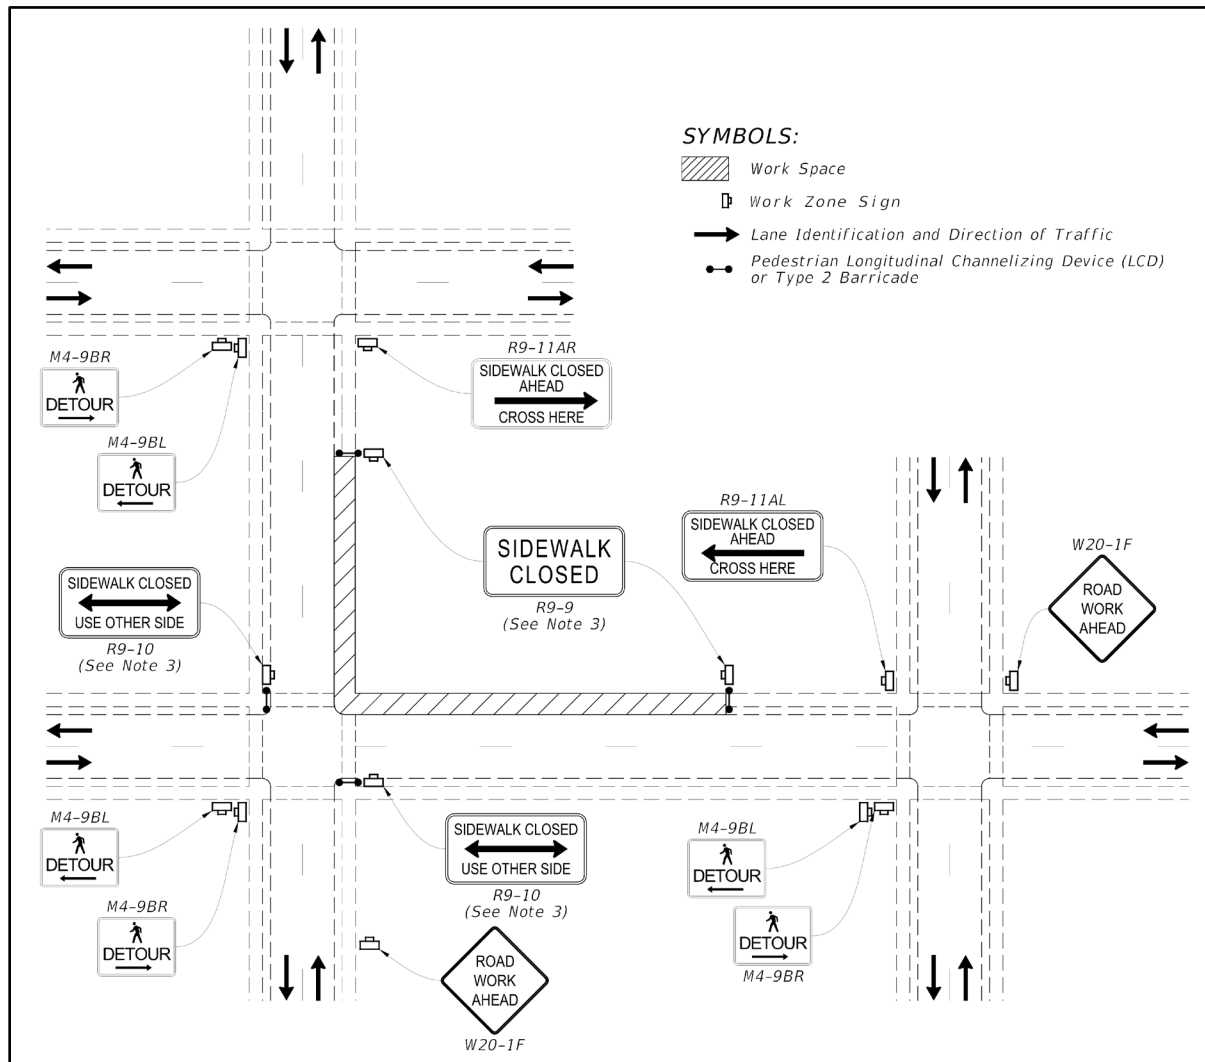 SYMBOLS:
Work Space
Work Zone Sign
Lane Identification and Direction of Traffic
Pedestrian Longitudinal Channelizing Device (LCD)
or Type 2 Barricade
M4-9BR
DETOUR
M4-9BL
DETOUR
R9-11AR
SIDEWALK CLOSED
AHEAD
CROSS HERE
SIDEWALK
CLOSED
R9-9
(See Note 3)
R9-11AL
SIDEWALK CLOSED
AHEAD
CROSS HERE
W20-1F
ROAD
WORK
AHEAD
SIDEWALK CLOSED
USE OTHER SIDE
R9-10
(See Note 3)
M4-9BL
DETOUR
M4-9BR
DETOUR
SIDEWALK CLOSED
USE OTHER SIDE
R9-10
(See Note 3)
ROAD
WORK
AHEAD
W20-1F
M4-9BL
DETOUR
DETOUR
M4-9BR